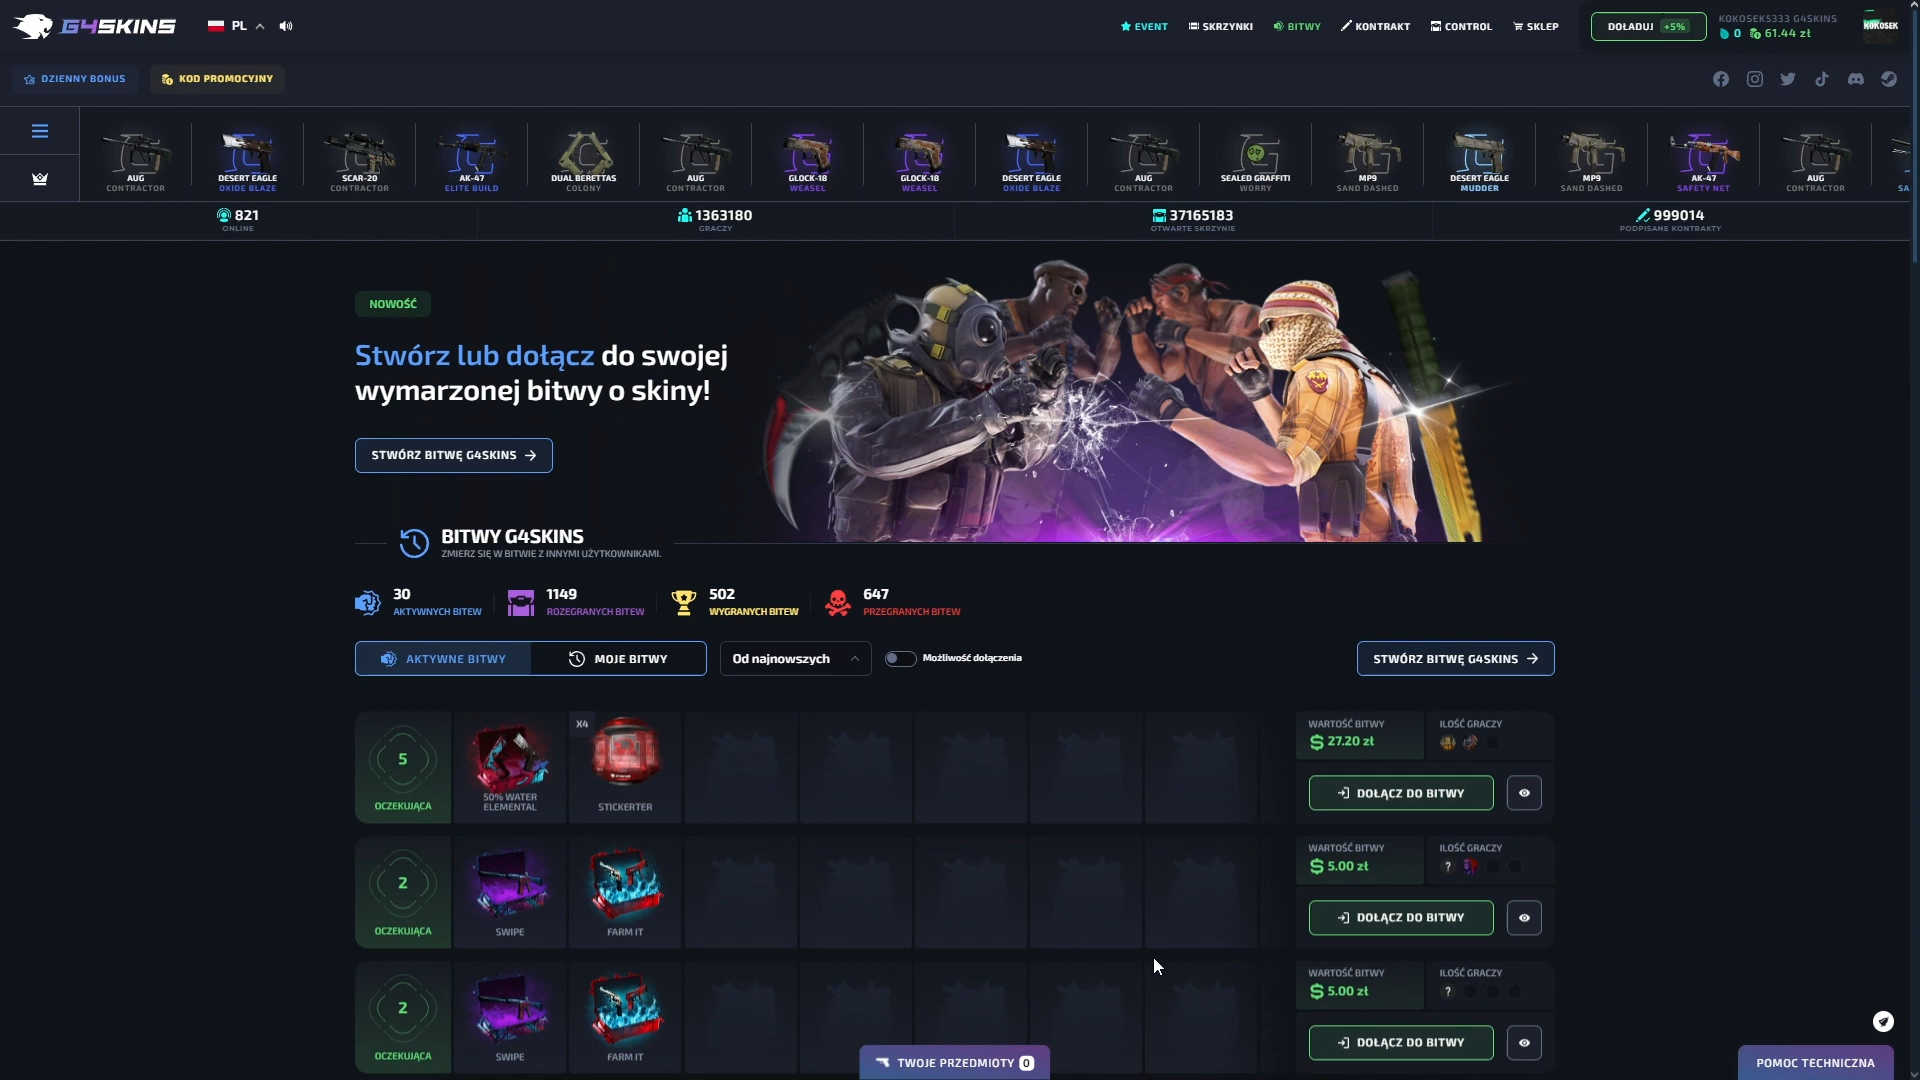 G4SKINS
PL
EVENT
SKRZYNKI
BITWY
KONTRAKT
CONTROL
SKLEP
DOŁADUJ +5%
KOKOSEK5333 G4SKINS
0 61.44 zł
KOKOSEK
DZIENNY BONUS
KOD PROMOCYJNY
AUG
CONTRACTOR
DESERT EAGLE
OXIDE BLAZE
SCAR-20
CONTRACTOR
AK-47
ELITE BUILD
DUAL BERETTAS
COLONY
AUG
CONTRACTOR
GLOCK-18
WEASEL
GLOCK-18
WEASEL
DESERT EAGLE
OXIDE BLAZE
AUG
CONTRACTOR
SEALED GRAFFITI
WORRY
MP9
SAND DASHED
DESERT EAGLE
MUDDER
MP9
SAND DASHED
AK-47
SAFETY NET
AUG
CONTRACTOR
SA
821
ONLINE
1363180
GRACZY
37165183
OTWARTE SKRZYNIE
999014
PODPISANE KONTRAKTY
NOWOŚĆ
Stwórz lub dołącz do swojej
wymarzonej bitwy o skiny!
STWÓRZ BITWĘ G4SKINS
BITWY G4SKINS
ZMIERZ SIĘ W BITWIE Z INNYMI UŻYTKOWNIKAMI.
30
AKTYWNYCH BITEW
1149
ROZEGRANYCH BITEW
502
WYGRANYCH BITEW
647
PRZEGRANYCH BITEW
AKTYWNE BITWY
MOJE BITWY
Od najnowszych
Możliwość dołączenia
STWÓRZ BITWĘ G4SKINS
5
OCZEKUJĄCA
50% WATER
ELEMENTAL
X4
STICKERTER
WARTOŚĆ BITWY
$ 27.20 zł
ILOŚĆ GRACZY
DOŁĄCZ DO BITWY
2
OCZEKUJĄCA
SWIPE
FARM IT
WARTOŚĆ BITWY
$ 5.00 zł
ILOŚĆ GRACZY
?
DOŁĄCZ DO BITWY
2
OCZEKUJĄCA
SWIPE
FARM IT
WARTOŚĆ BITWY
$ 5.00 zł
ILOŚĆ GRACZY
?
DOŁĄCZ DO BITWY
TWOJE PRZEDMIOTY 0
POMOC TECHNICZNA